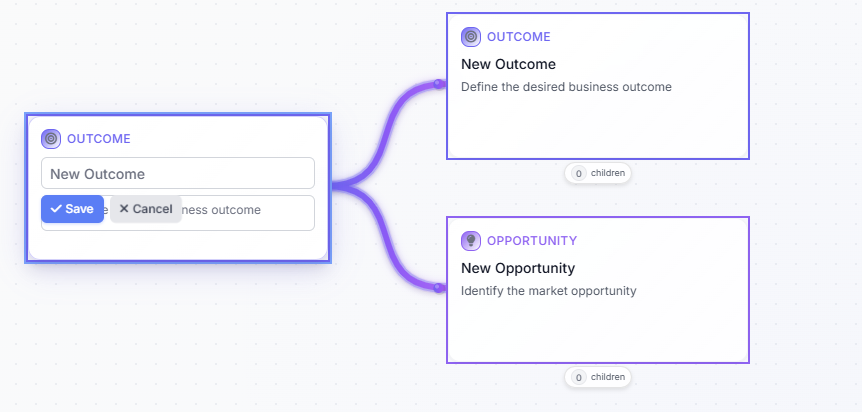 OUTCOME
New Outcome
Save
Cancel
e
ness outcome
OUTCOME
New Outcome
Define the desired business outcome
0 children
OPPORTUNITY
New Opportunity
Identify the market opportunity
0 children